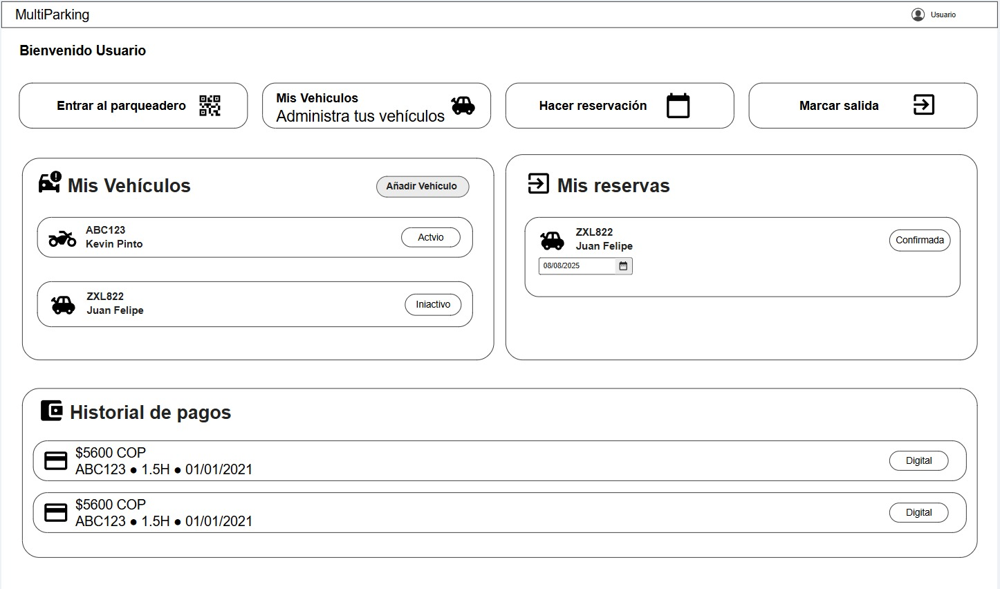 MultiParking
Usuario
Bienvenido Usuario
Entrar al parqueadero
Mis Vehiculos
Administra tus vehículos
Hacer reservación
Marcar salida
Mis Vehículos
Añadir Vehículo
ABC123
Kevin Pinto
Actvio
ZXL822
Juan Felipe
Iniactivo
Mis reservas
ZXL822
Juan Felipe
Confirmada
08/08/2025
Historial de pagos
$5600 COP
ABC123 ● 1.5H ● 01/01/2021
Digital
$5600 COP
ABC123 ● 1.5H ● 01/01/2021
Digital